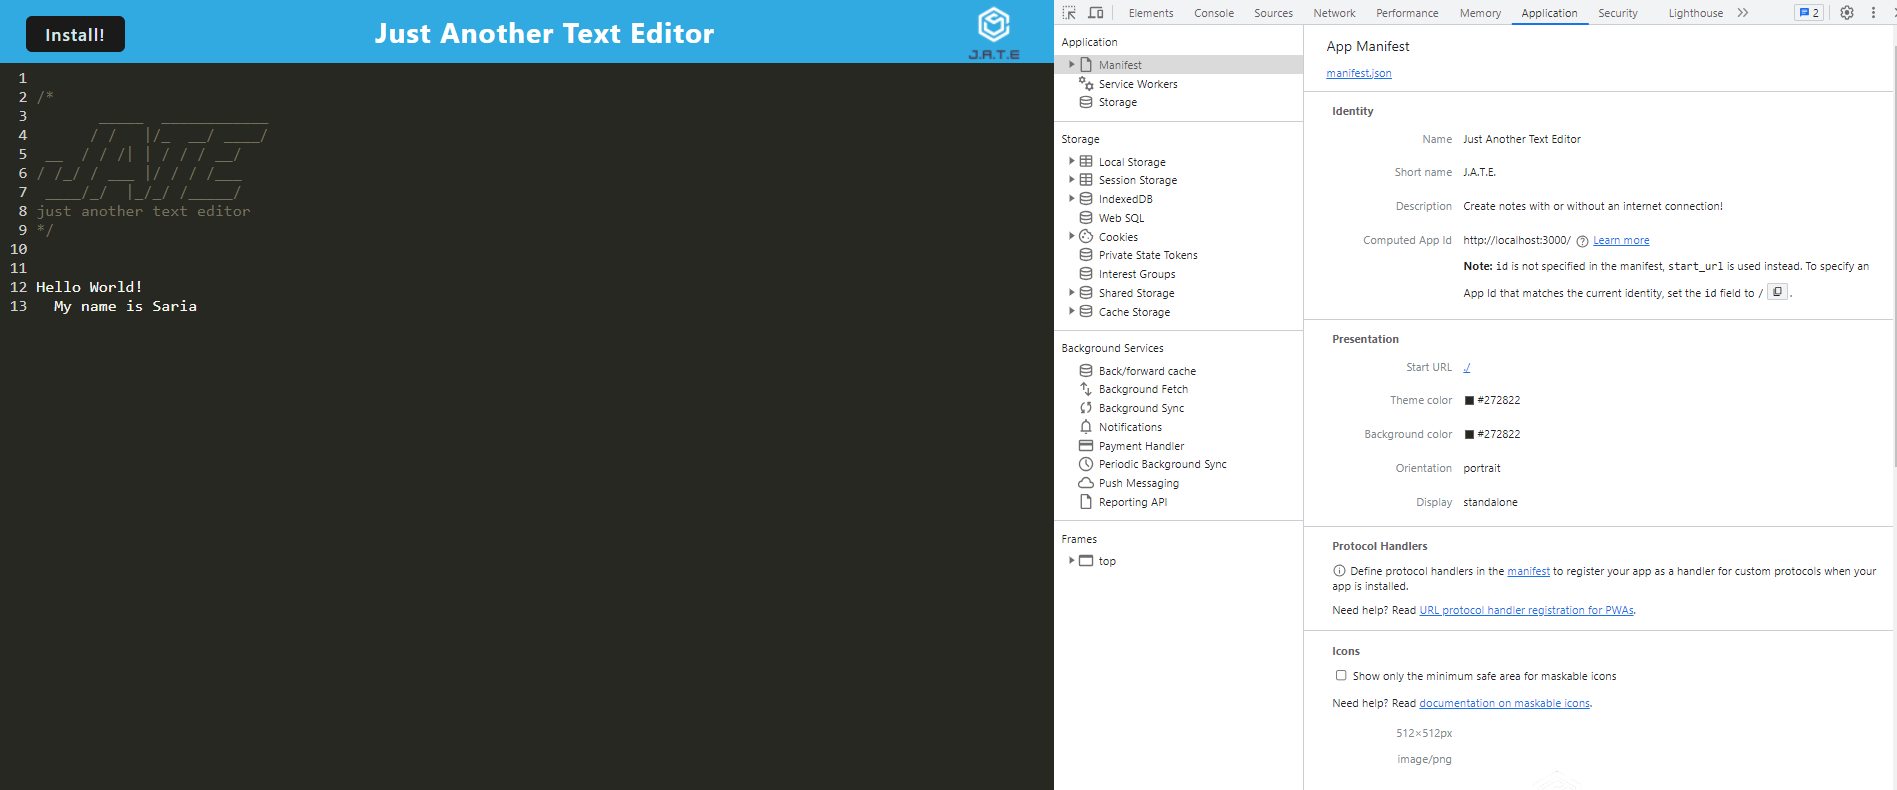 Install!
Just Another Text Editor
J.A.T.E
1
2 /*
3        _____  ____________
4       / /   |/_  __/ ____/
5  __  / / /| | / / / __/
6 / /_/ / ___ |/ / / /___
7  ____/_/  |_/_/ /_____/
8 just another text editor
9 */
10
11
12 Hello World!
13   My name is Saria
Elements Console Sources Network Performance Memory Application Security Lighthouse 2
Application
Manifest
Service Workers
Storage
Storage
Local Storage
Session Storage
IndexedDB
Web SQL
Cookies
Private State Tokens
Interest Groups
Shared Storage
Cache Storage
Background Services
Back/forward cache
Background Fetch
Background Sync
Notifications
Payment Handler
Periodic Background Sync
Push Messaging
Reporting API
Frames
top
App Manifest
manifest.json
Identity
Name Just Another Text Editor
Short name J.A.T.E.
Description Create notes with or without an internet connection!
Computed App Id http://localhost:3000/ Learn more
Note: id is not specified in the manifest, start_url is used instead. To specify an
App Id that matches the current identity, set the id field to / .
Presentation
Start URL ./
Theme color #272822
Background color #272822
Orientation portrait
Display standalone
Protocol Handlers
Define protocol handlers in the manifest to register your app as a handler for custom protocols when your
app is installed.
Need help? Read URL protocol handler registration for PWAs.
Icons
Show only the minimum safe area for maskable icons
Need help? Read documentation on maskable icons.
512×512px
image/png